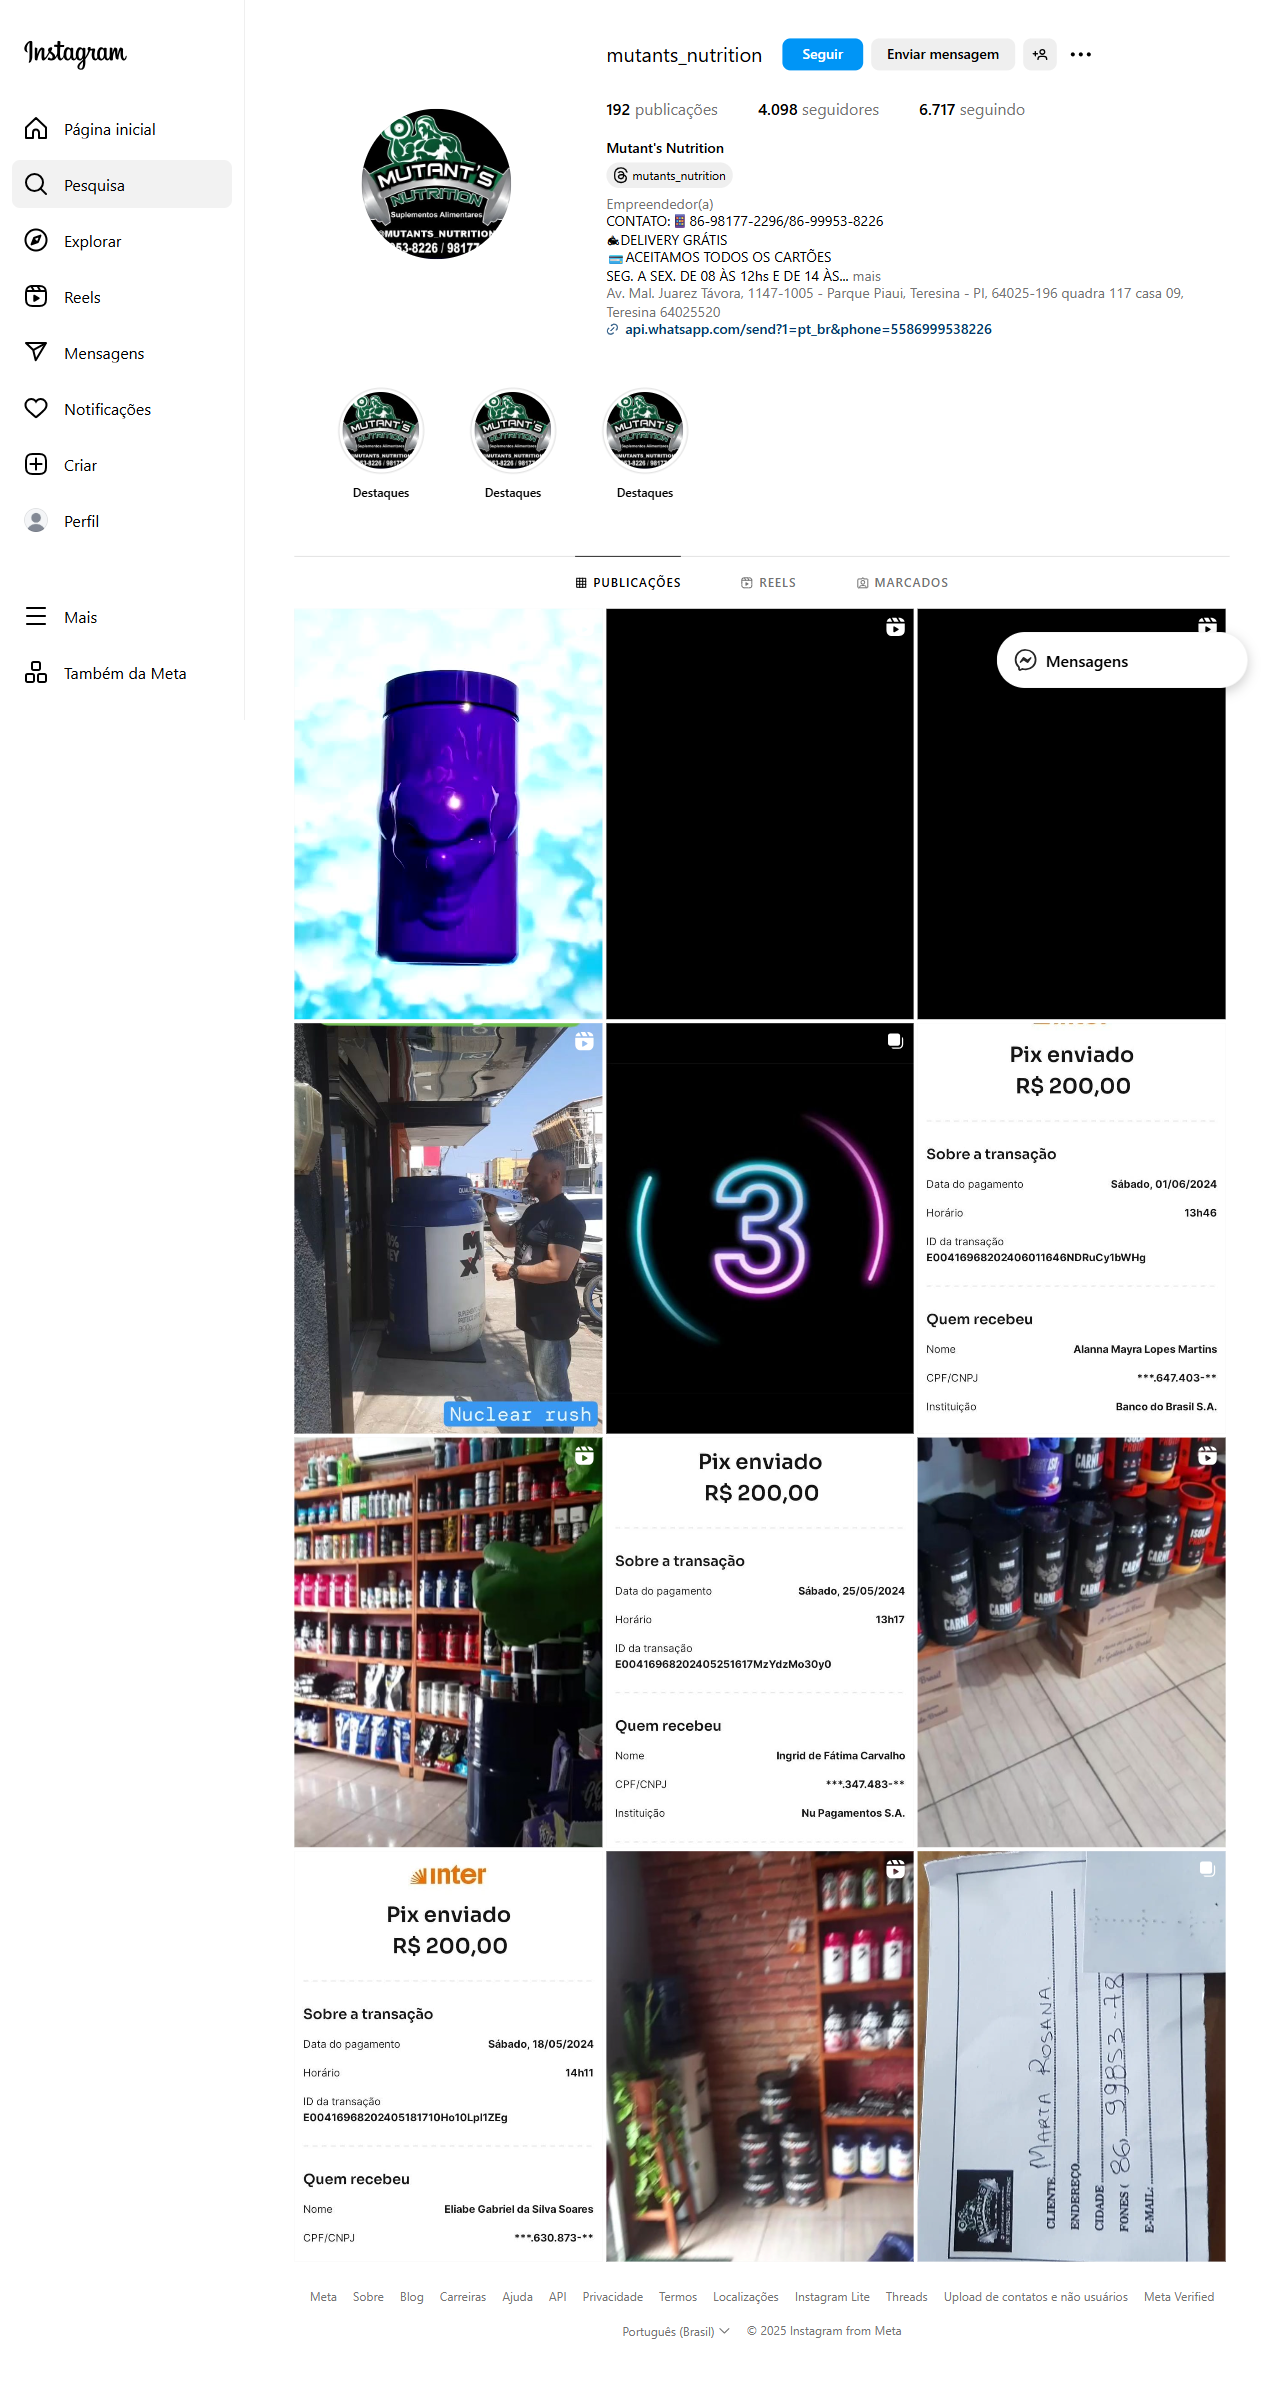 Instagram
Página inicial
Pesquisa
Explorar
Reels
Mensagens
Notificações
Criar
Perfil
Mais
Também da Meta
mutants_nutrition
Seguir
Enviar mensagem
192 publicações
4.098 seguidores
6.717 seguindo
Mutant's Nutrition
mutants_nutrition
Empreendedor(a)
CONTATO:📱86-98177-2296/86-99953-8226
🏍DELIVERY GRÁTIS
💳ACEITAMOS TODOS OS CARTÕES
SEG. A SEX. DE 08 ÀS 12hs E DE 14 ÀS... mais
Av. Mal. Juarez Távora, 1147-1005 - Parque Piaui, Teresina - PI, 64025-196 quadra 117 casa 09,
Teresina 64025520
api.whatsapp.com/send?1=pt_br&phone=5586999538226
MUTANT'S
NUTRITION
Suplementos Alimentares
@MUTANTS_NUTRITION
53-8226 / 9817
MUTANT'S
NUTRITION
MUTANT'S
NUTRITION
MUTANT'S
NUTRITION
Destaques
Destaques
Destaques
PUBLICAÇÕES
REELS
MARCADOS
Mensagens
Nuclear rush
3
Pix enviado
R$ 200,00
Sobre a transação
Data do pagamento Sábado, 01/06/2024
Horário 13h46
ID da transação
E00416968202406011646NDRuCy1bWHg
Quem recebeu
Nome Alanna Mayra Lopes Martins
CPF/CNPJ ***.647.403-**
Instituição Banco do Brasil S.A.
Pix enviado
R$ 200,00
Sobre a transação
Data do pagamento Sábado, 25/05/2024
Horário 13h17
ID da transação
E00416968202405251617MzYdzMo30y0
Quem recebeu
Nome Ingrid de Fátima Carvalho
CPF/CNPJ ***.347.483-**
Instituição Nu Pagamentos S.A.
CARNI
CARNI
CARNI
inter
Pix enviado
R$ 200,00
Sobre a transação
Data do pagamento Sábado, 18/05/2024
Horário 14h11
ID da transação
E00416968202405181710Ho10Lpl1ZEg
Quem recebeu
Nome Eliabe Gabriel da Silva Soares
CPF/CNPJ ***.630.873-**
CLIENTE MARTA ROSANA.
ENDEREÇO
CIDADE
FONES (86) 99853-78
E-MAIL:
Meta Sobre Blog Carreiras Ajuda API Privacidade Termos Localizações Instagram Lite Threads Upload de contatos e não usuários Meta Verified
Português (Brasil) © 2025 Instagram from Meta